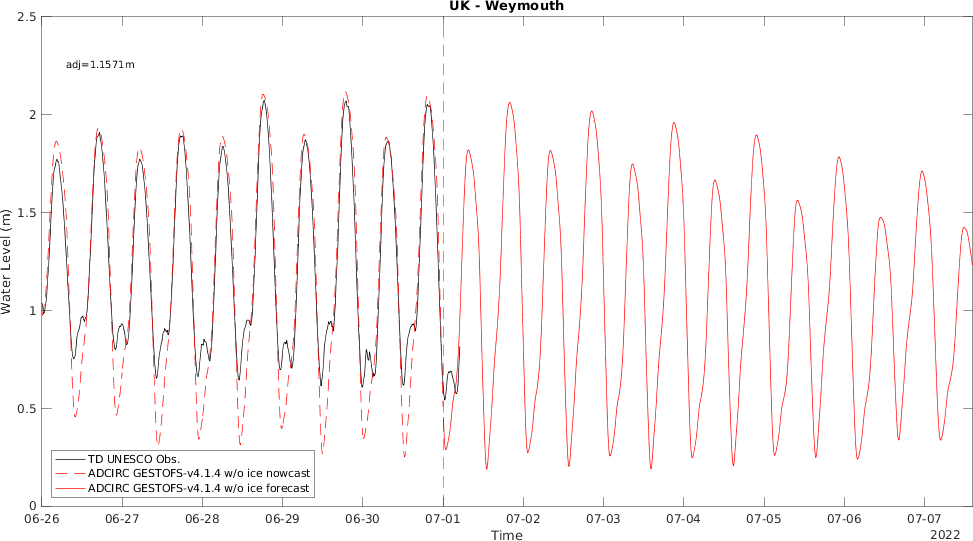 UK - Weymouth
2.5
adj=1.1571m
2
1.5
Water Level (m)
1
0.5
TD UNESCO Obs.
ADCIRC GESTOFS-v4.1.4 w/o ice nowcast
ADCIRC GESTOFS-v4.1.4 w/o ice forecast
0
06-26 06-27 06-28 06-29 06-30 07-01 07-02 07-03 07-04 07-05 07-06 07-07
Time
2022